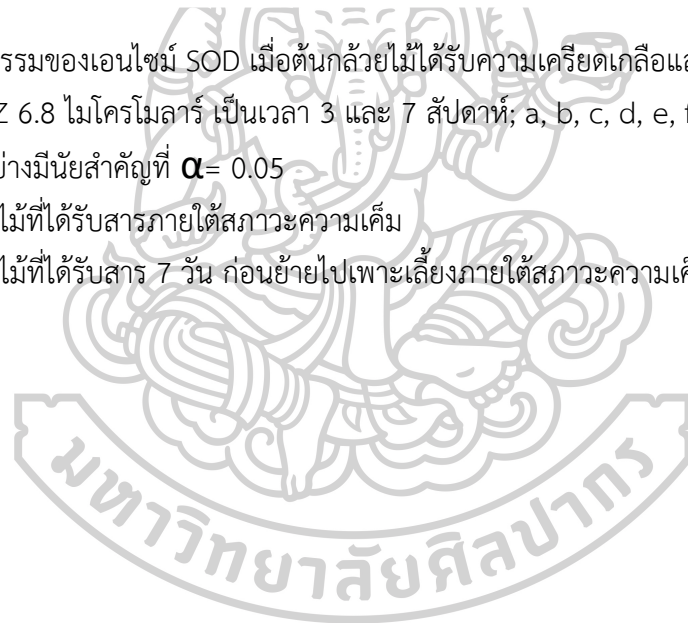 รรมของเอนไซม์ SOD เมื่อต้นกล้วยไม้ได้รับความเครียดเกลือและ
Z 6.8 ไมโครโมลาร์ เป็นเวลา 3 และ 7 สัปดาห์; a, b, c, d, e, f
ย่างมีนัยสำคัญที่ α= 0.05
ไม้ที่ได้รับสารภายใต้สภาวะความเค็ม
ไม้ที่ได้รับสาร 7 วัน ก่อนย้ายไปเพาะเลี้ยงภายใต้สภาวะความเค็
มหาวิทยาลัยศิลปากร